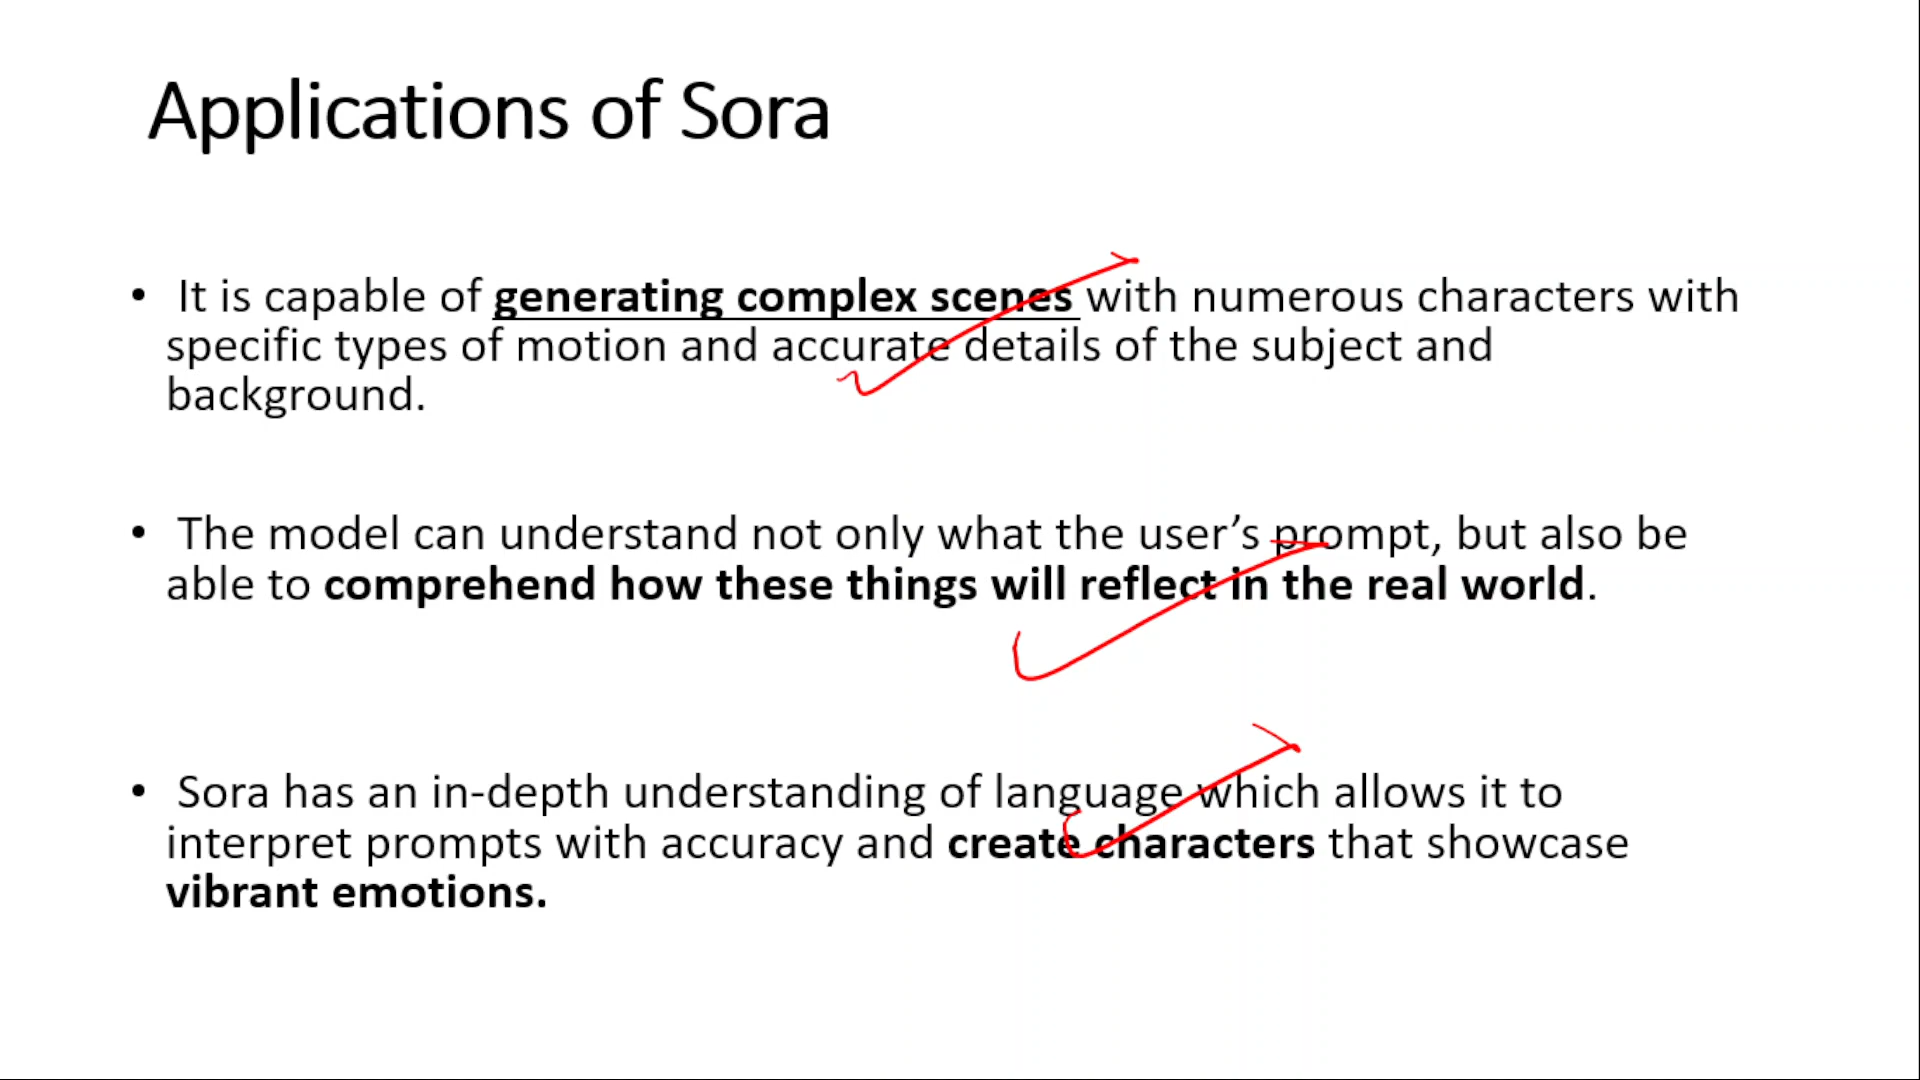 Applications of Sora
• It is capable of generating complex scenes with numerous characters with
specific types of motion and accurate details of the subject and
background.
• The model can understand not only what the user’s prompt, but also be
able to comprehend how these things will reflect in the real world.
• Sora has an in-depth understanding of language which allows it to
interpret prompts with accuracy and create characters that showcase
vibrant emotions.